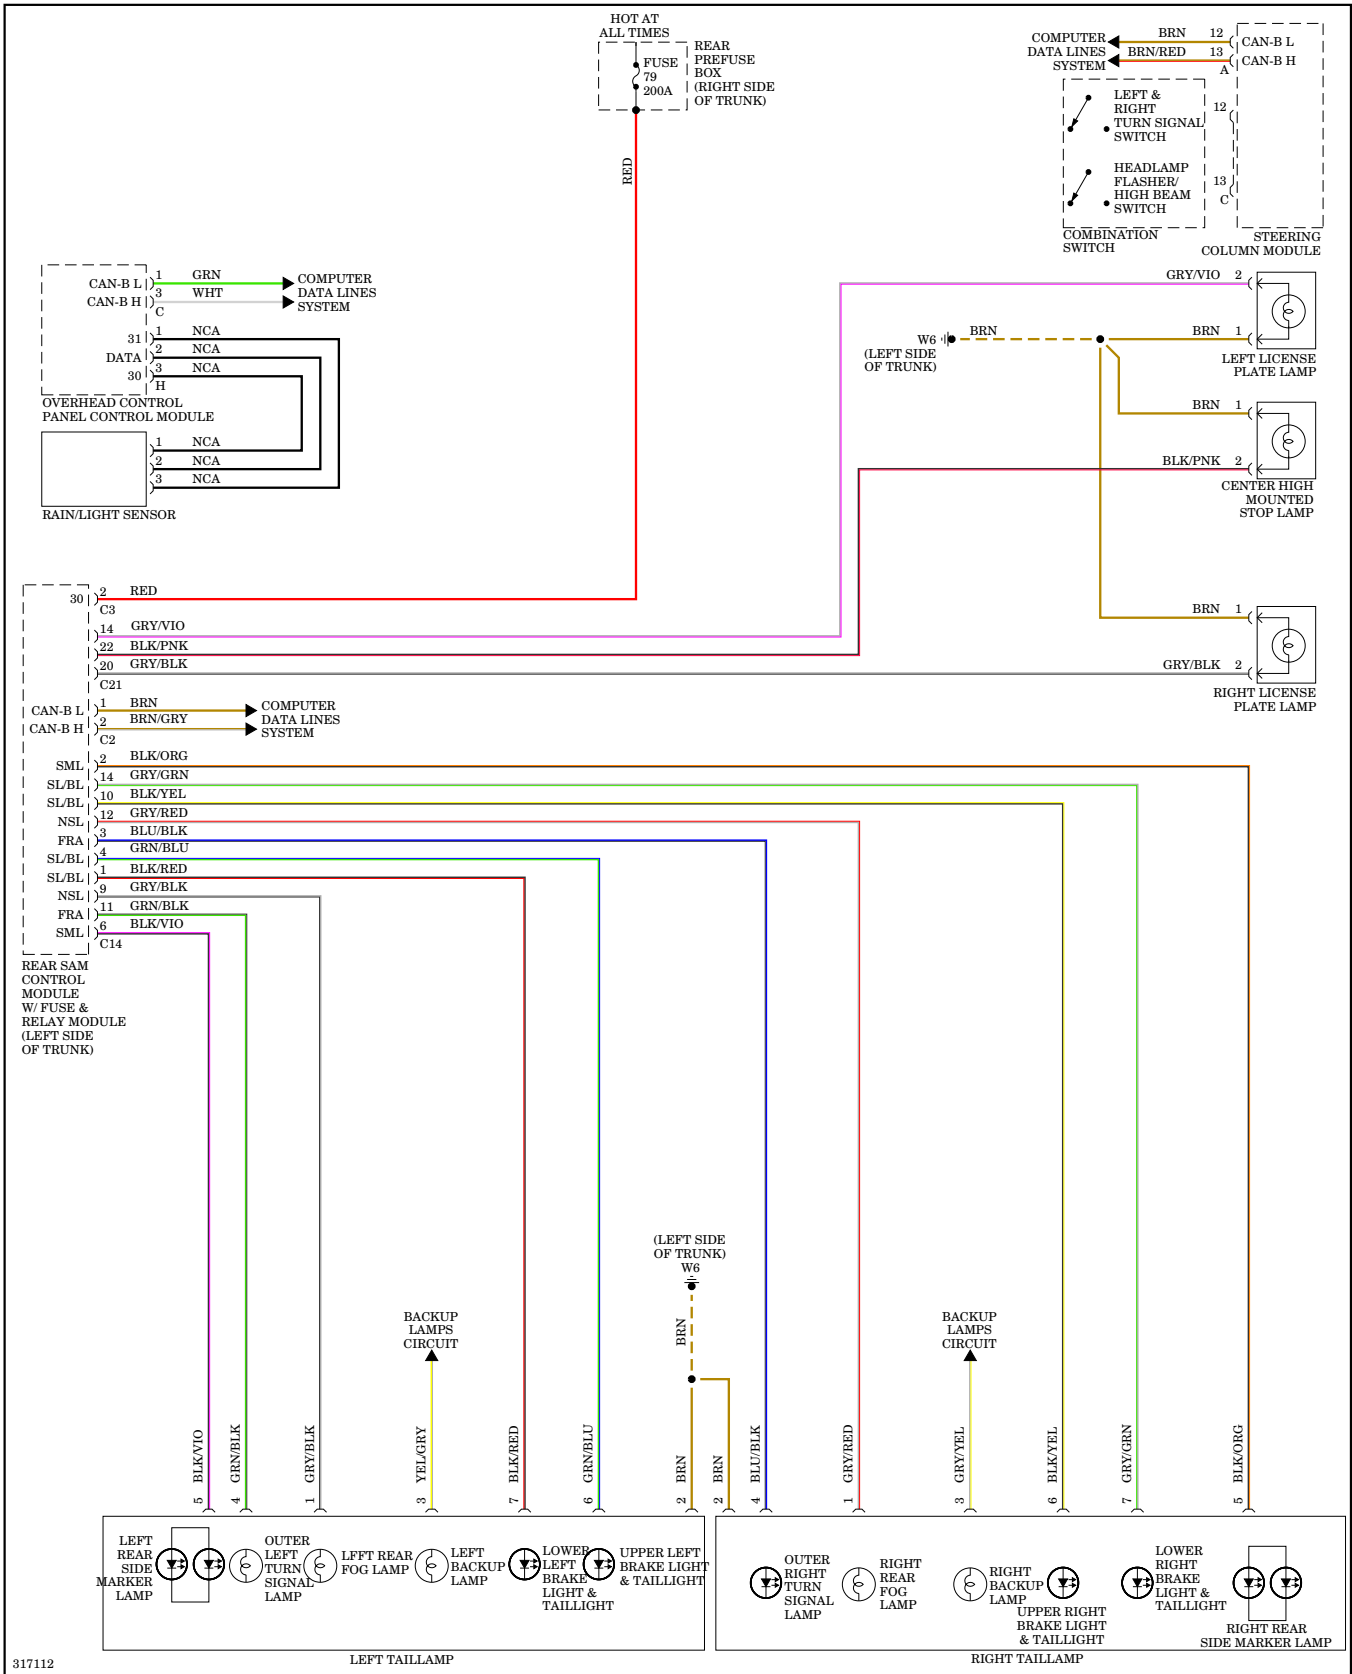 HOT AT
ALL TIMES
FUSE
79
200A
REAR
PREFUSE
BOX
(RIGHT SIDE
OF TRUNK)
RED
COMPUTER
DATA LINES
SYSTEM
BRN 12
BRN/RED 13
A
CAN-B L
CAN-B H
LEFT &
RIGHT
TURN SIGNAL
SWITCH
HEADLAMP
FLASHER/
HIGH BEAM
SWITCH
COMBINATION
SWITCH
12
13
C
STEERING
COLUMN MODULE
CAN-B L 1 GRN
CAN-B H 3 WHT
C
COMPUTER
DATA LINES
SYSTEM
31 1 NCA
DATA 2 NCA
30 3 NCA
H
OVERHEAD CONTROL
PANEL CONTROL MODULE
1 NCA
2 NCA
3 NCA
RAIN/LIGHT SENSOR
GRY/VIO 2
W6
(LEFT SIDE
OF TRUNK)
BRN
BRN 1
LEFT LICENSE
PLATE LAMP
BRN 1
BLK/PNK 2
CENTER HIGH
MOUNTED
STOP LAMP
BRN 1
GRY/BLK 2
RIGHT LICENSE
PLATE LAMP
30 2 RED
C3
14 GRY/VIO
22 BLK/PNK
20 GRY/BLK
C21
CAN-B L 1 BRN
CAN-B H 2 BRN/GRY
C2
COMPUTER
DATA LINES
SYSTEM
SML 2 BLK/ORG
SL/BL 14 GRY/GRN
SL/BL 10 BLK/YEL
NSL 12 GRY/RED
FRA 3 BLU/BLK
SL/BL 4 GRN/BLU
SL/BL 1 BLK/RED
NSL 9 GRY/BLK
FRA 11 GRN/BLK
SML 6 BLK/VIO
C14
REAR SAM
CONTROL
MODULE
W/ FUSE &
RELAY MODULE
(LEFT SIDE
OF TRUNK)
(LEFT SIDE
OF TRUNK)
W6
BRN
BACKUP
LAMPS
CIRCUIT
BACKUP
LAMPS
CIRCUIT
5 BLK/VIO
4 GRN/BLK
1 GRY/BLK
3 YEL/GRY
7 BLK/RED
6 GRN/BLU
2 BRN
2 BRN
4 BLU/BLK
1 GRY/RED
3 GRY/YEL
6 BLK/YEL
7 GRY/GRN
5 BLK/ORG
LEFT
REAR
SIDE
MARKER
LAMP
OUTER
LEFT
TURN
SIGNAL
LAMP
LFFT REAR
FOG LAMP
LEFT
BACKUP
LAMP
LOWER
LEFT
BRAKE
LIGHT &
TAILLIGHT
UPPER LEFT
BRAKE LIGHT
& TAILLIGHT
OUTER
RIGHT
TURN
SIGNAL
LAMP
RIGHT
REAR
FOG
LAMP
RIGHT
BACKUP
LAMP
UPPER RIGHT
BRAKE LIGHT
& TAILLIGHT
LOWER
RIGHT
BRAKE
LIGHT &
TAILLIGHT
RIGHT REAR
SIDE MARKER LAMP
LEFT TAILLAMP
RIGHT TAILLAMP
317112